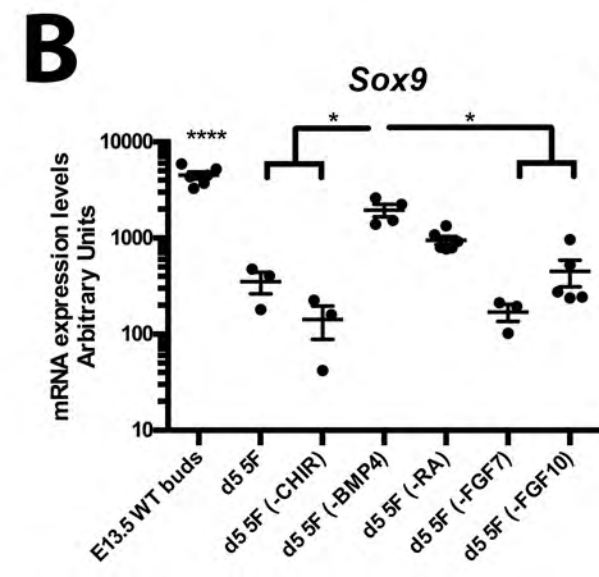 B
Sox9
****
*
*
mRNA expression levels
Arbitrary Units
10000
1000
100
10
E13.5 WT buds
d5 5F
d5 5F (-CHIR)
d5 5F (-BMP4)
d5 5F (-RA)
d5 5F (-FGF7)
d5 5F (-FGF10)